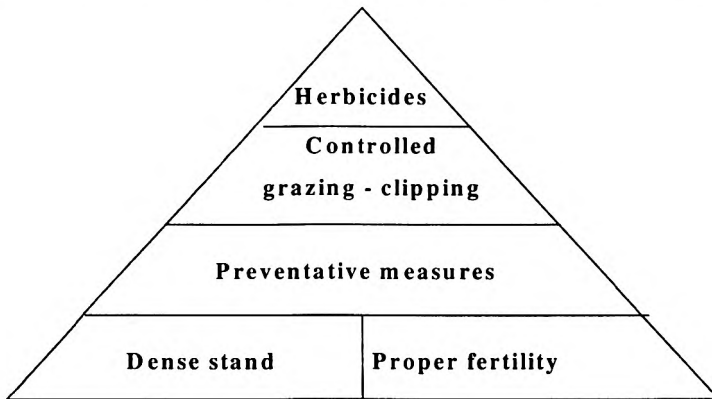 Herbicides
Controlled
grazing - clipping
Preventative measures
Dense stand
Proper fertility